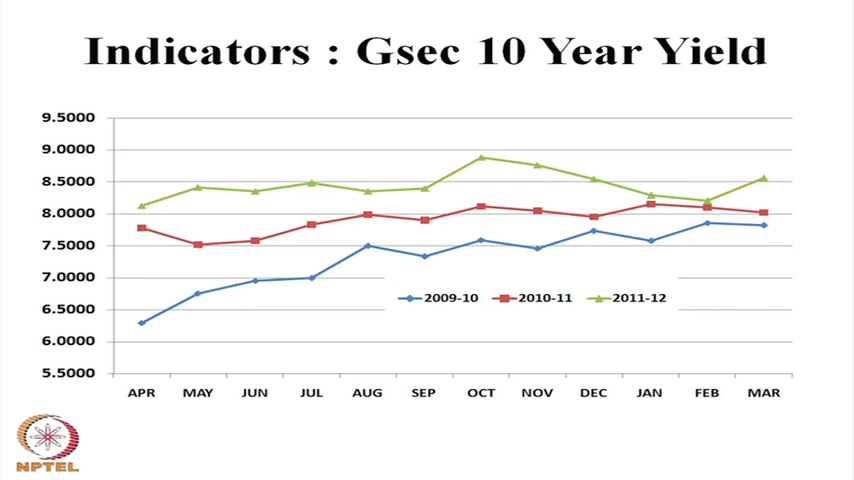 Indicators : Gsec 10 Year Yield
9.5000
9.0000
8.5000
8.0000
7.5000
7.0000
6.5000
6.0000
5.5000
2009-10 2010-11 2011-12
APR MAY JUN JUL AUG SEP OCT NOV DEC JAN FEB MAR
NPTEL